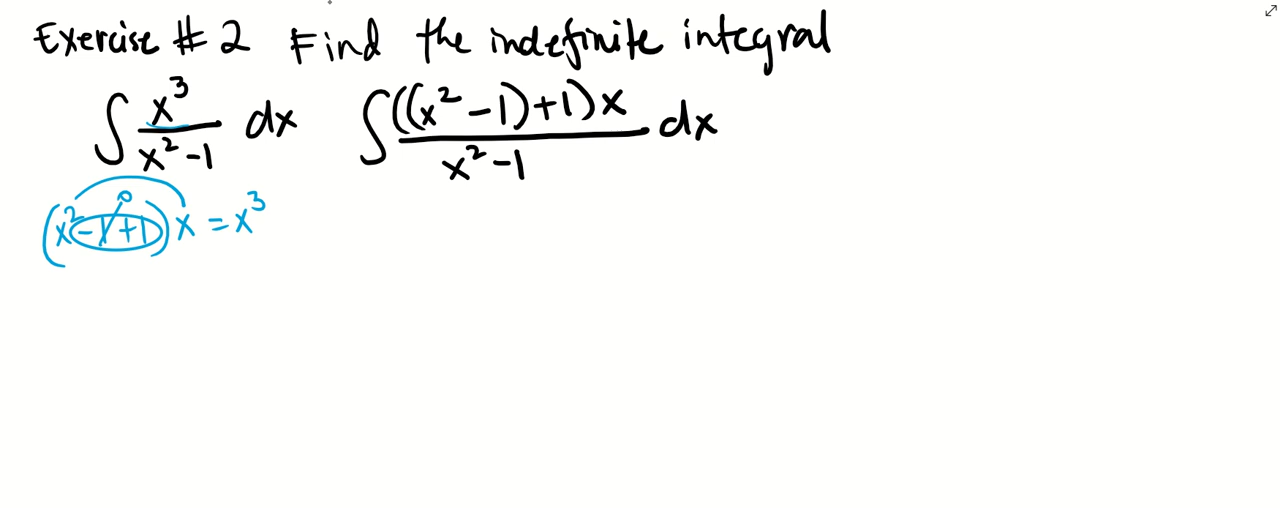 Exercise # 2 Find the indefinite integral
∫ x³/(x² -1) dx ∫ ((x² -1)+1)x/(x² -1) dx
(x² -1 +1)x = x³
0